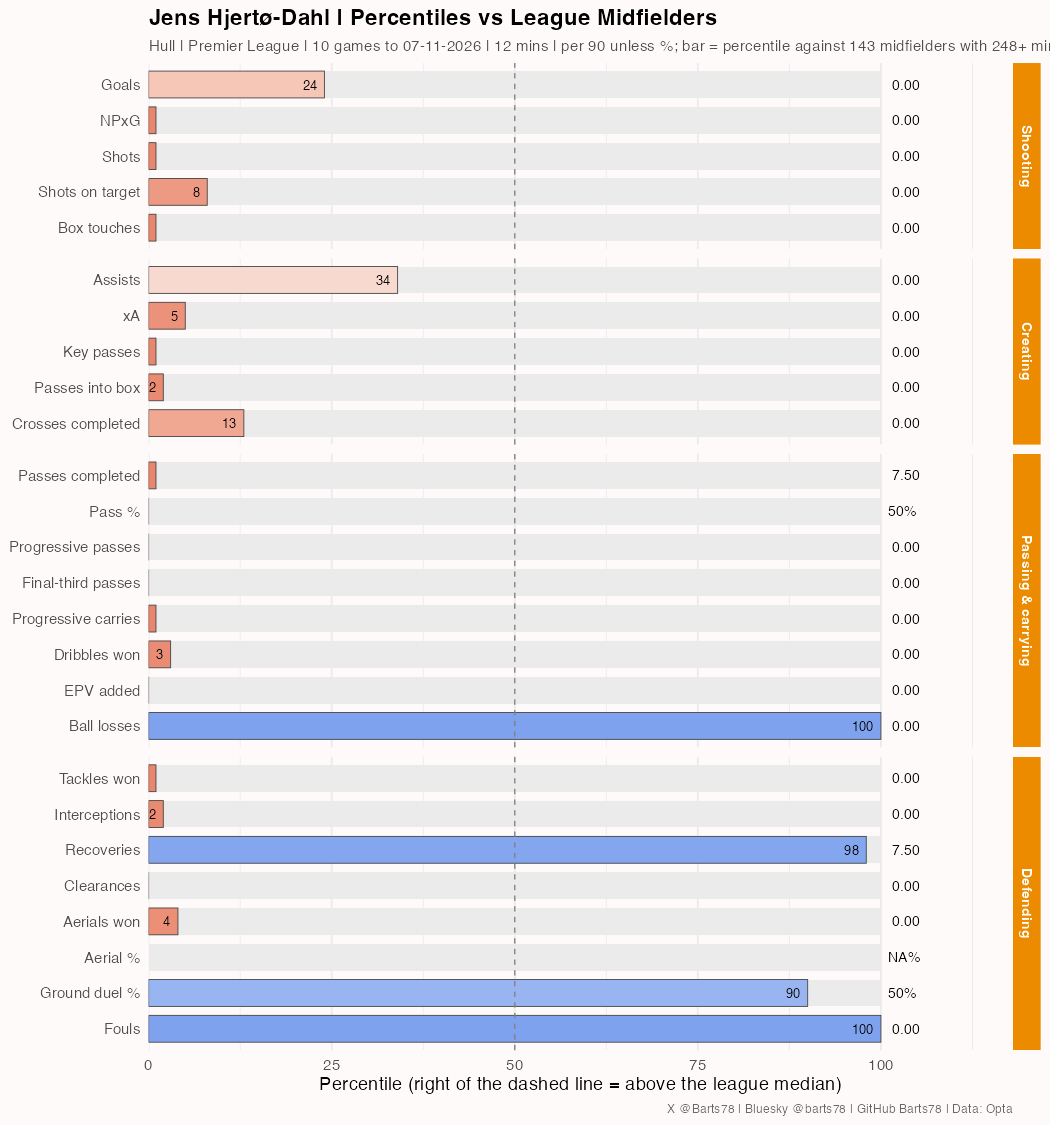 Jens Hjertø-Dahl | Percentiles vs League Midfielders
Hull | Premier League | 10 games to 07-11-2026 | 12 mins | per 90 unless %; bar = percentile against 143 midfielders with 248+ min
Goals 24 0.00
NPxG 0.00
Shots 0.00
Shots on target 8 0.00
Box touches 0.00
Shooting
Assists 34 0.00
xA 5 0.00
Key passes 0.00
Passes into box 2 0.00
Crosses completed 13 0.00
Creating
Passes completed 7.50
Pass % 50%
Progressive passes 0.00
Final-third passes 0.00
Progressive carries 0.00
Dribbles won 3 0.00
EPV added 0.00
Ball losses 100 0.00
Passing & carrying
Tackles won 0.00
Interceptions 2 0.00
Recoveries 98 7.50
Clearances 0.00
Aerials won 4 0.00
Aerial % NA%
Ground duel % 90 50%
Fouls 100 0.00
Defending
0 25 50 75 100
Percentile (right of the dashed line = above the league median)
X @Barts78 | Bluesky @barts78 | GitHub Barts78 | Data: Opta